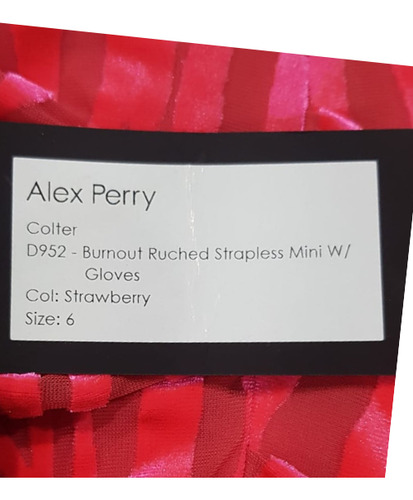 Alex Perry
Colter
D952 - Burnout Ruched Strapless Mini W/
Gloves
Col: Strawberry
Size: 6